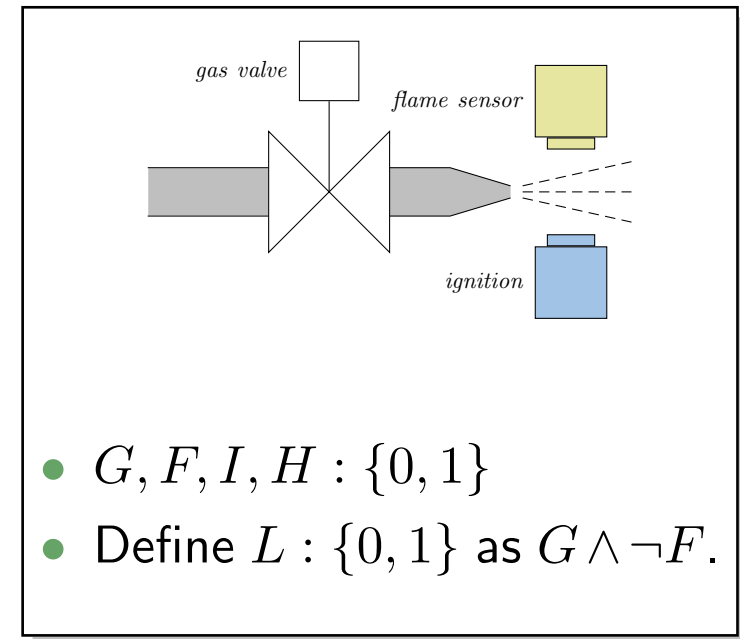 gas valve
flame sensor
ignition
• G, F, I, H : {0, 1}
• Define L : {0, 1} as G ∧ ¬F.